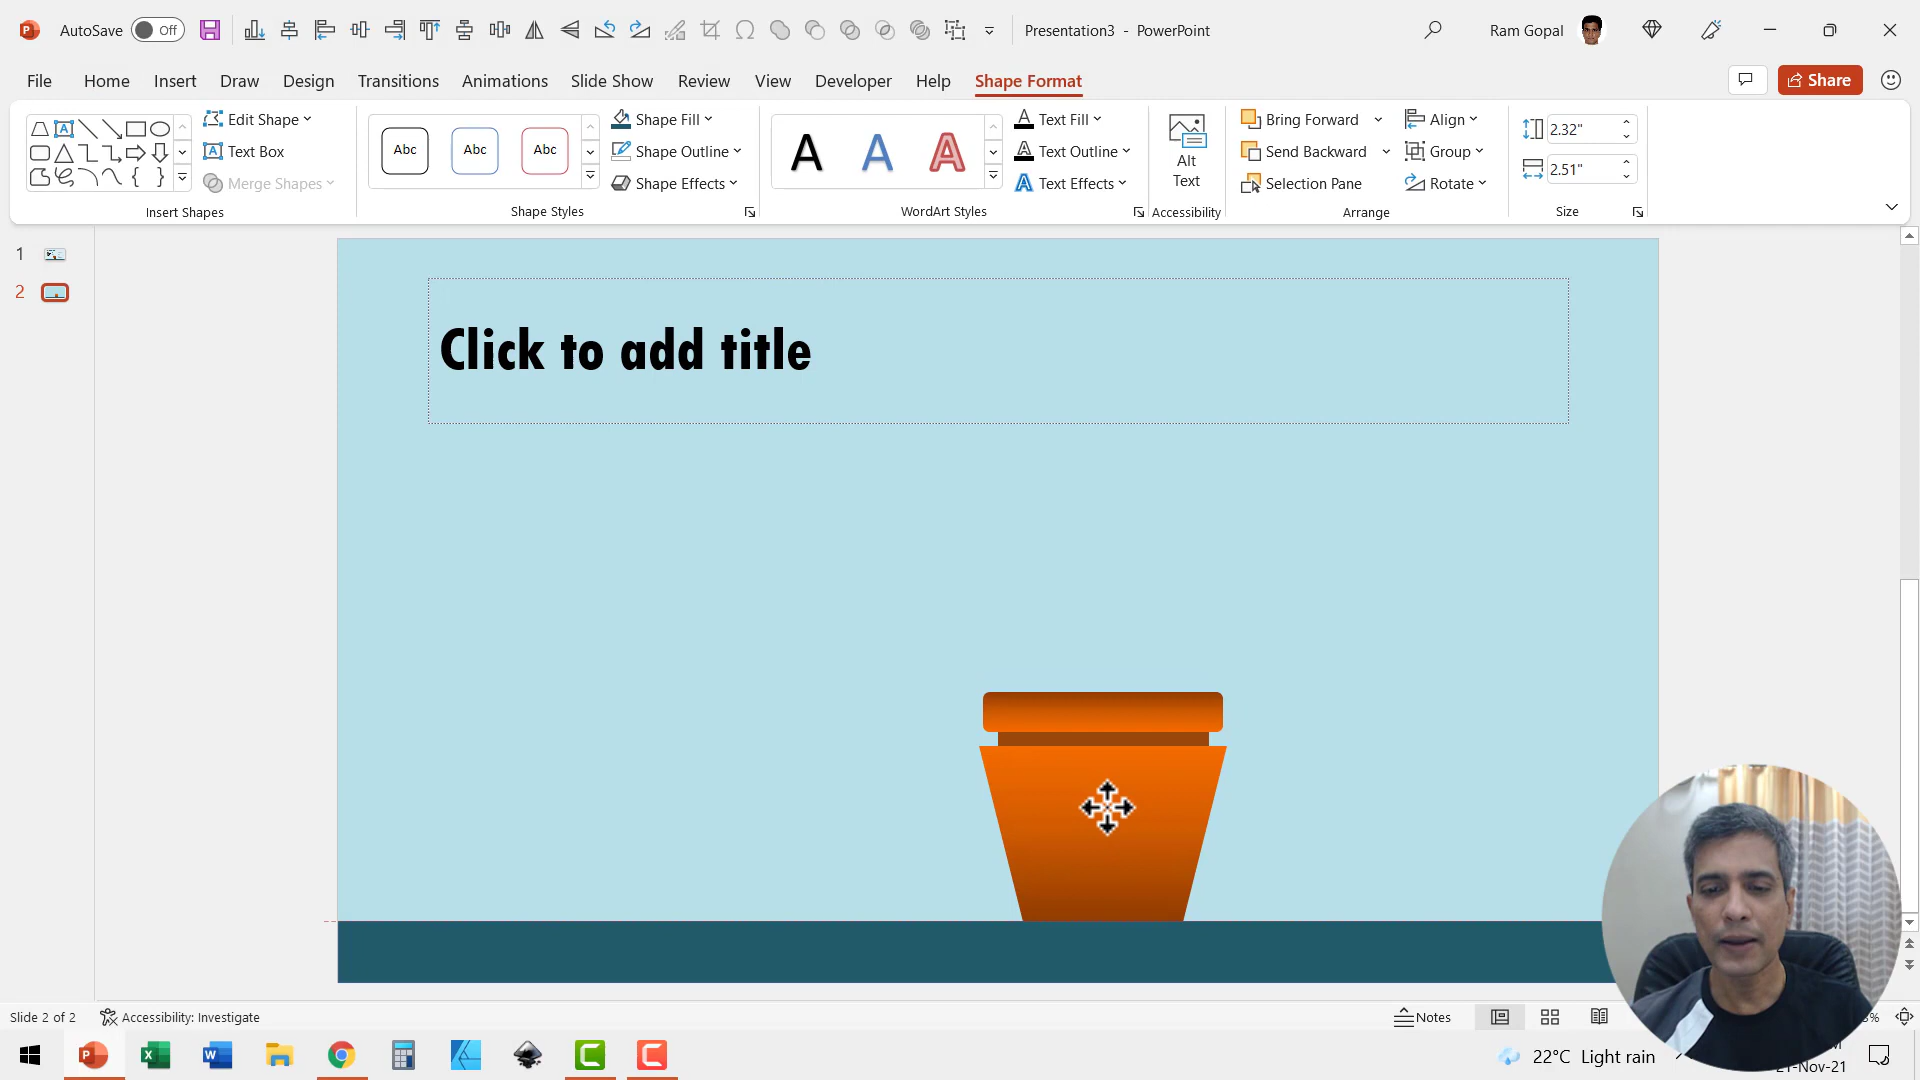 AutoSave Off Presentation3 - PowerPoint Ram Gopal
File Home Insert Draw Design Transitions Animations Slide Show Review View Developer Help Shape Format Share
Edit Shape
Text Box
Merge Shapes
Insert Shapes
Abc Abc Abc
Shape Fill
Shape Outline
Shape Effects
Shape Styles
A A A
Text Fill
Text Outline
Text Effects
WordArt Styles
Alt
Text
Accessibility
Bring Forward
Send Backward
Selection Pane
Align
Group
Rotate
Arrange
2.32"
2.51"
Size
1
2
Click to add title
Slide 2 of 2 Accessibility: Investigate Notes
22°C Light rain
21-Nov-21